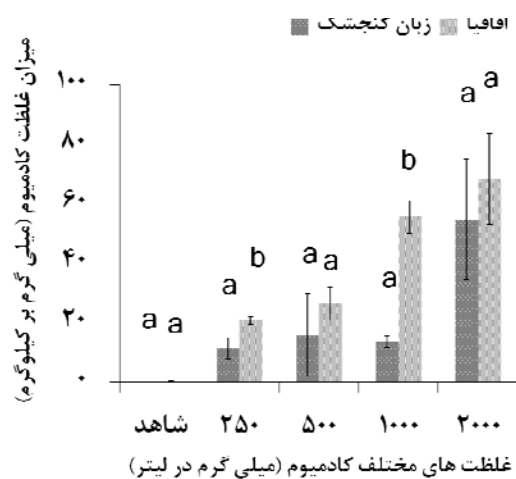 زبان کنجشک اقاقیا
میزان غلظت کادمیوم (میلی گرم بر کیلوگرم)
۱۰۰
۸۰
۶۰
۴۰
۲۰
۰
a a
a b
a a
a b
a a
شاهد ۲۵۰ ۵۰۰ ۱۰۰۰ ۲۰۰۰
غلظت های مختلف کادمیوم (میلی گرم در لیتر)